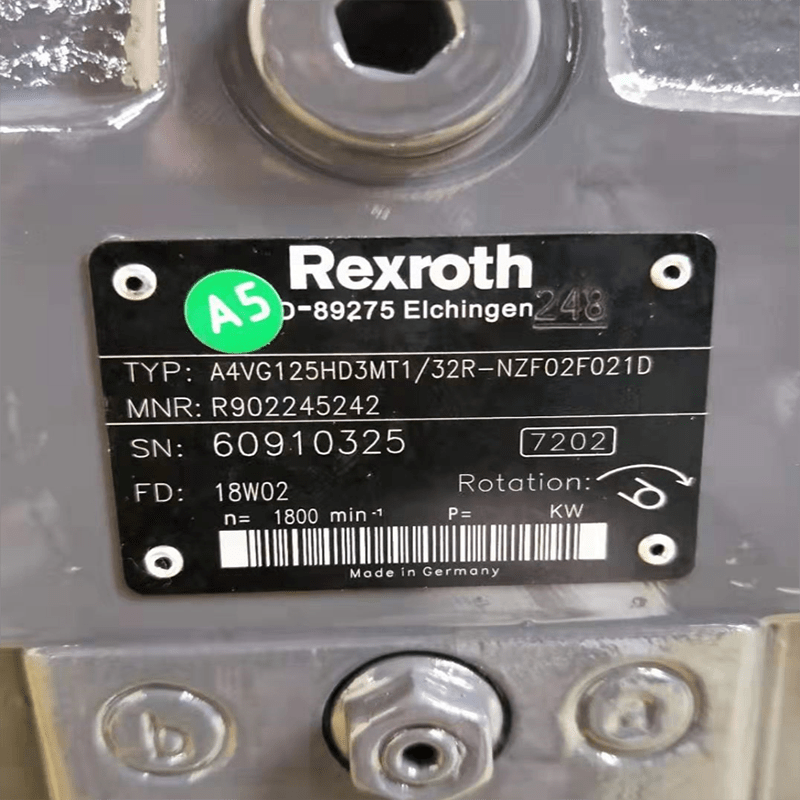 Rexroth
A5
D-89275 Elchingen 248
TYP: A4VG125HD3MT1/32R-NZF02F021D
MNR: R902245242
SN: 60910325 7202
FD: 18W02 Rotation:
n= 1800 min-1 P= KW
Made in Germany
b a